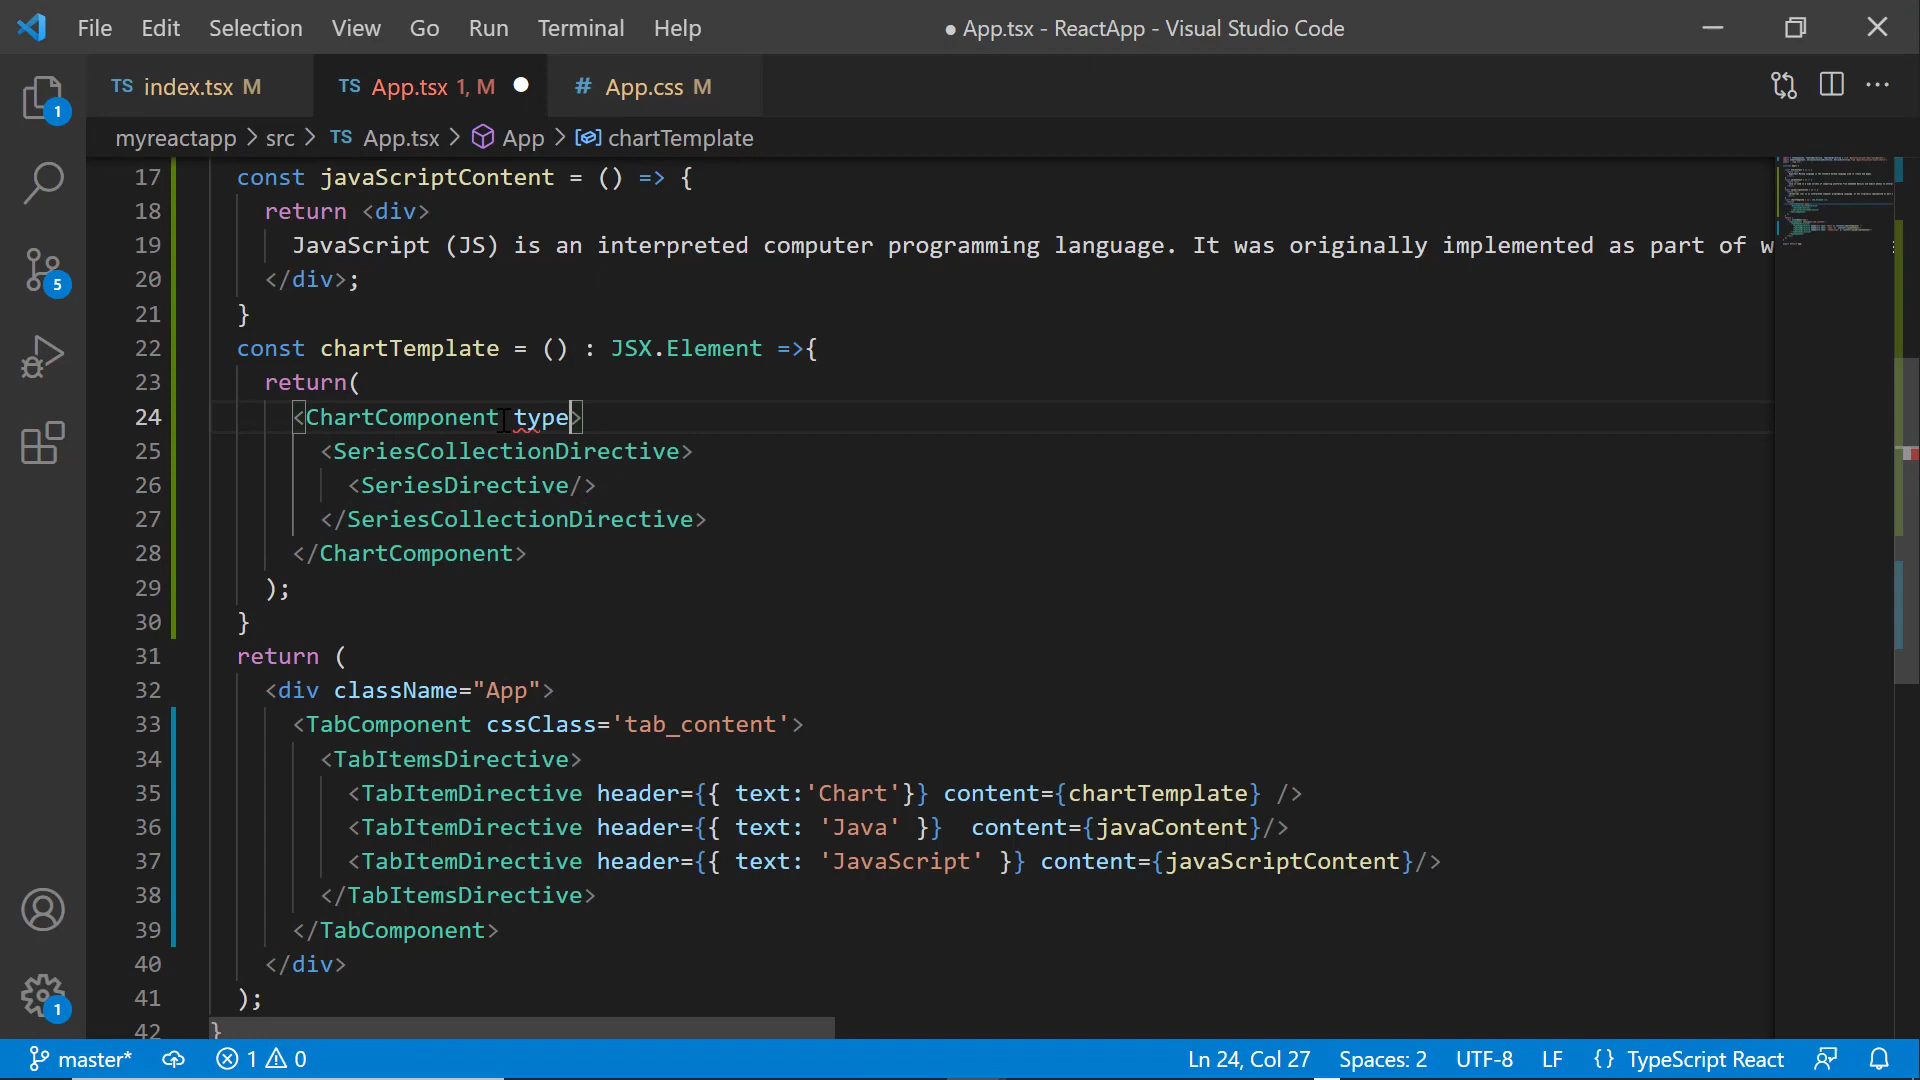 File Edit Selection View Go Run Terminal Help
● App.tsx - ReactApp - Visual Studio Code
TS index.tsx M
TS App.tsx 1, M
# App.css M
myreactapp > src > TS App.tsx > App > chartTemplate
17 const javaScriptContent = () => {
18 return <div>
19 JavaScript (JS) is an interpreted computer programming language. It was originally implemented as part of w
20 </div>;
21 }
22 const chartTemplate = () : JSX.Element =>{
23 return(
24 <ChartComponent type>
25 <SeriesCollectionDirective>
26 <SeriesDirective/>
27 </SeriesCollectionDirective>
28 </ChartComponent>
29 );
30 }
31 return (
32 <div className="App">
33 <TabComponent cssClass='tab_content'>
34 <TabItemsDirective>
35 <TabItemDirective header={{ text:'Chart'}} content={chartTemplate} />
36 <TabItemDirective header={{ text: 'Java' }}  content={javaContent}/>
37 <TabItemDirective header={{ text: 'JavaScript' }} content={javaScriptContent}/>
38 </TabItemsDirective>
39 </TabComponent>
40 </div>
41 );
42 }
1
5
1
master* 1 0 Ln 24, Col 27 Spaces: 2 UTF-8 LF {} TypeScript React